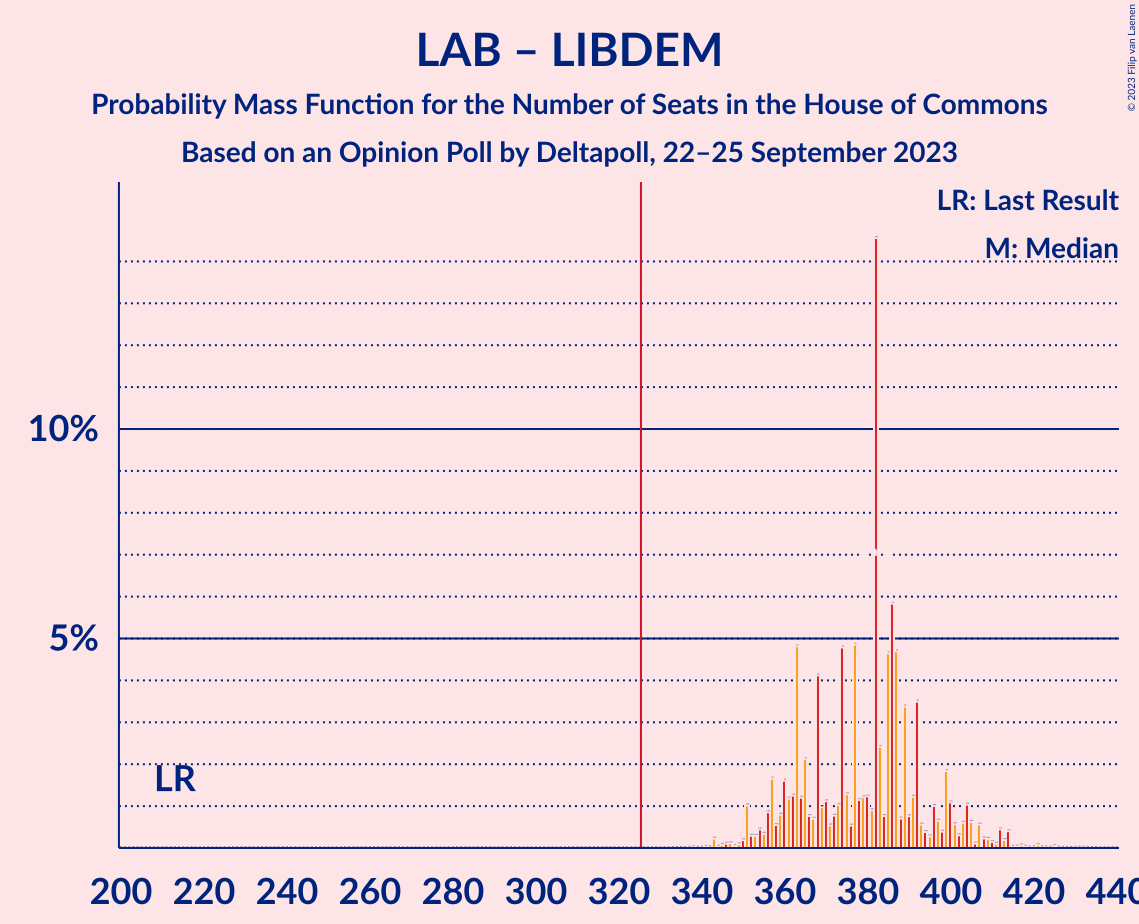 LAB – LIBDEM
Probability Mass Function for the Number of Seats in the House of Commons
Based on an Opinion Poll by Deltapoll, 22–25 September 2023
© 2023 Filip van Laenen
LR: Last Result
M: Median
10%
5%
LR
200 220 240 260 280 300 320 340 360 380 400 420 440